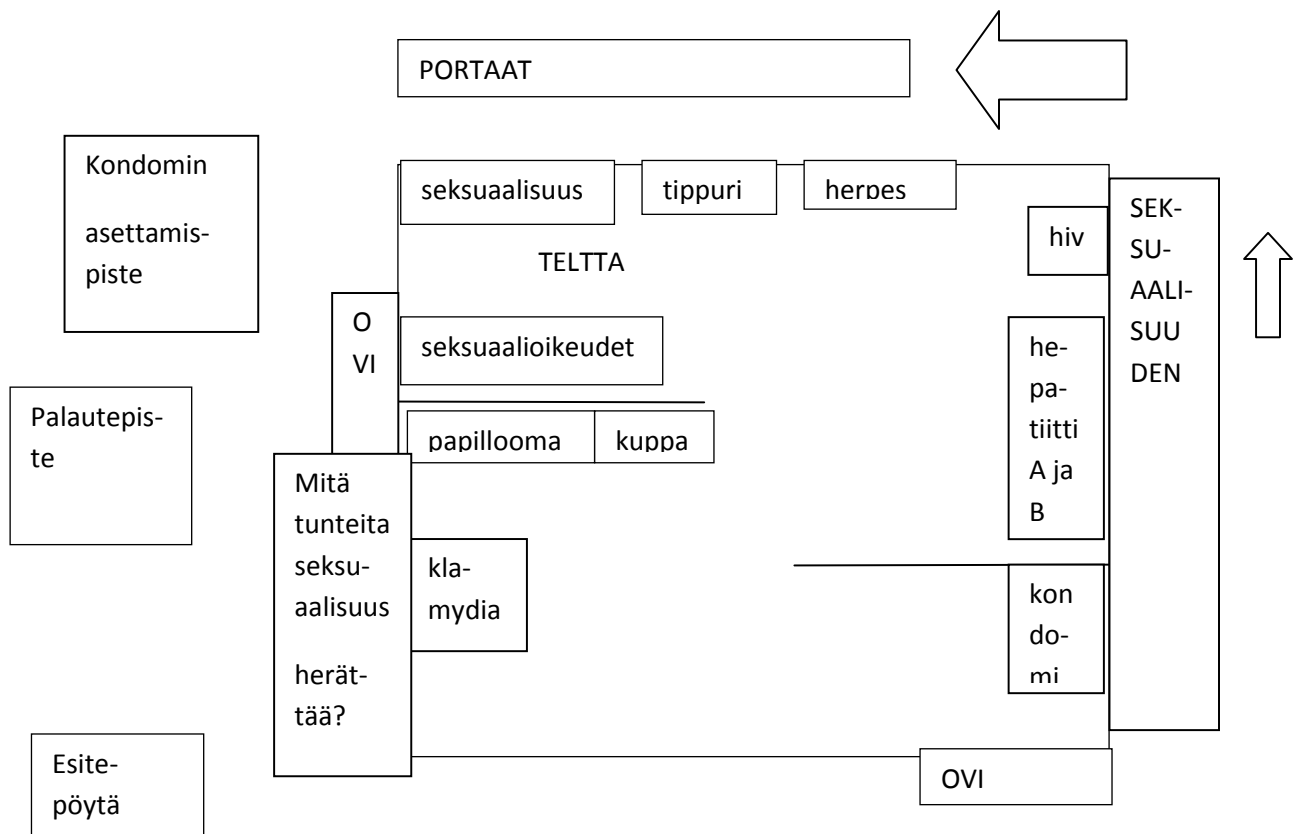 PORTAAT
Kondomin
asettamis-
piste
seksuaalisuus
tippuri
herpes
hiv
SEK-
SU-
AALI-
SUU
DEN
TELTTA
O
VI
seksuaalioikeudet
he-
pa-
tiitti
A ja
B
Palautepis-
te
papillooma
kuppa
Mitä
tunteita
seksu-
aalisuus
herät-
tää?
kla-
mydia
kon
do-
mi
Esite-
pöytä
OVI